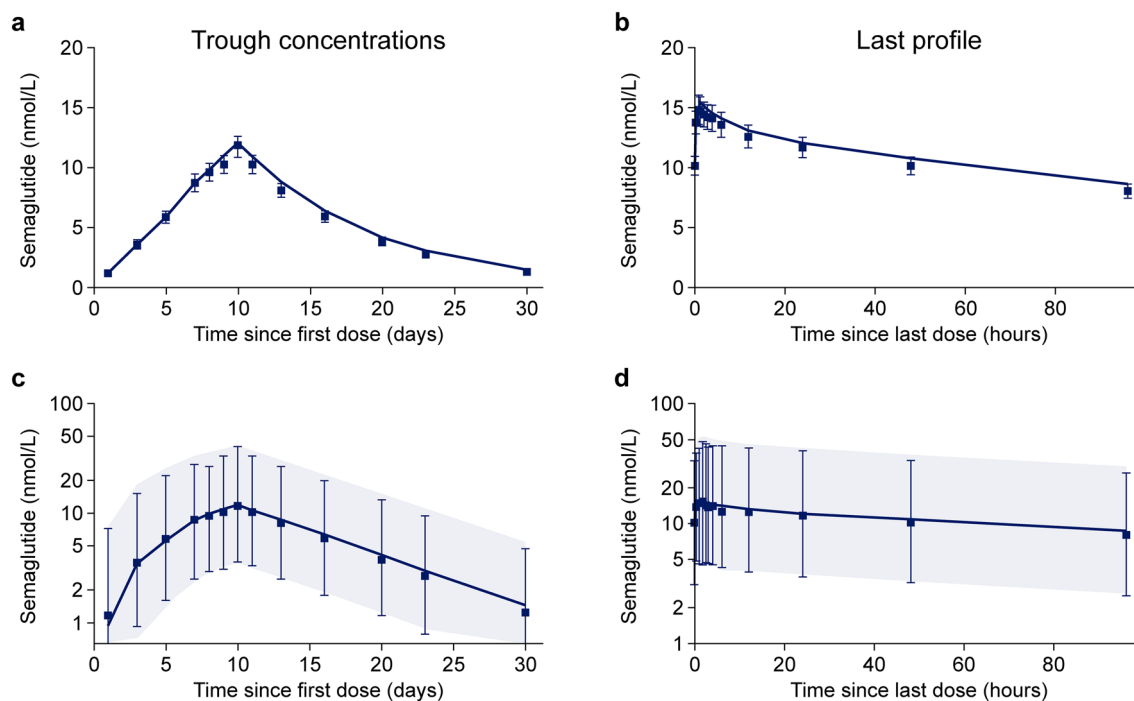 a
Trough concentrations
Semaglutide (nmol/L)
20
15
10
5
0
0 5 10 15 20 25 30
Time since first dose (days)
b
Last profile
Semaglutide (nmol/L)
20
15
10
5
0
0 20 40 60 80
Time since last dose (hours)
c
Semaglutide (nmol/L)
100
50
20
10
5
2
1
0 5 10 15 20 25 30
Time since first dose (days)
d
Semaglutide (nmol/L)
100
50
20
10
5
2
1
0 20 40 60 80
Time since last dose (hours)